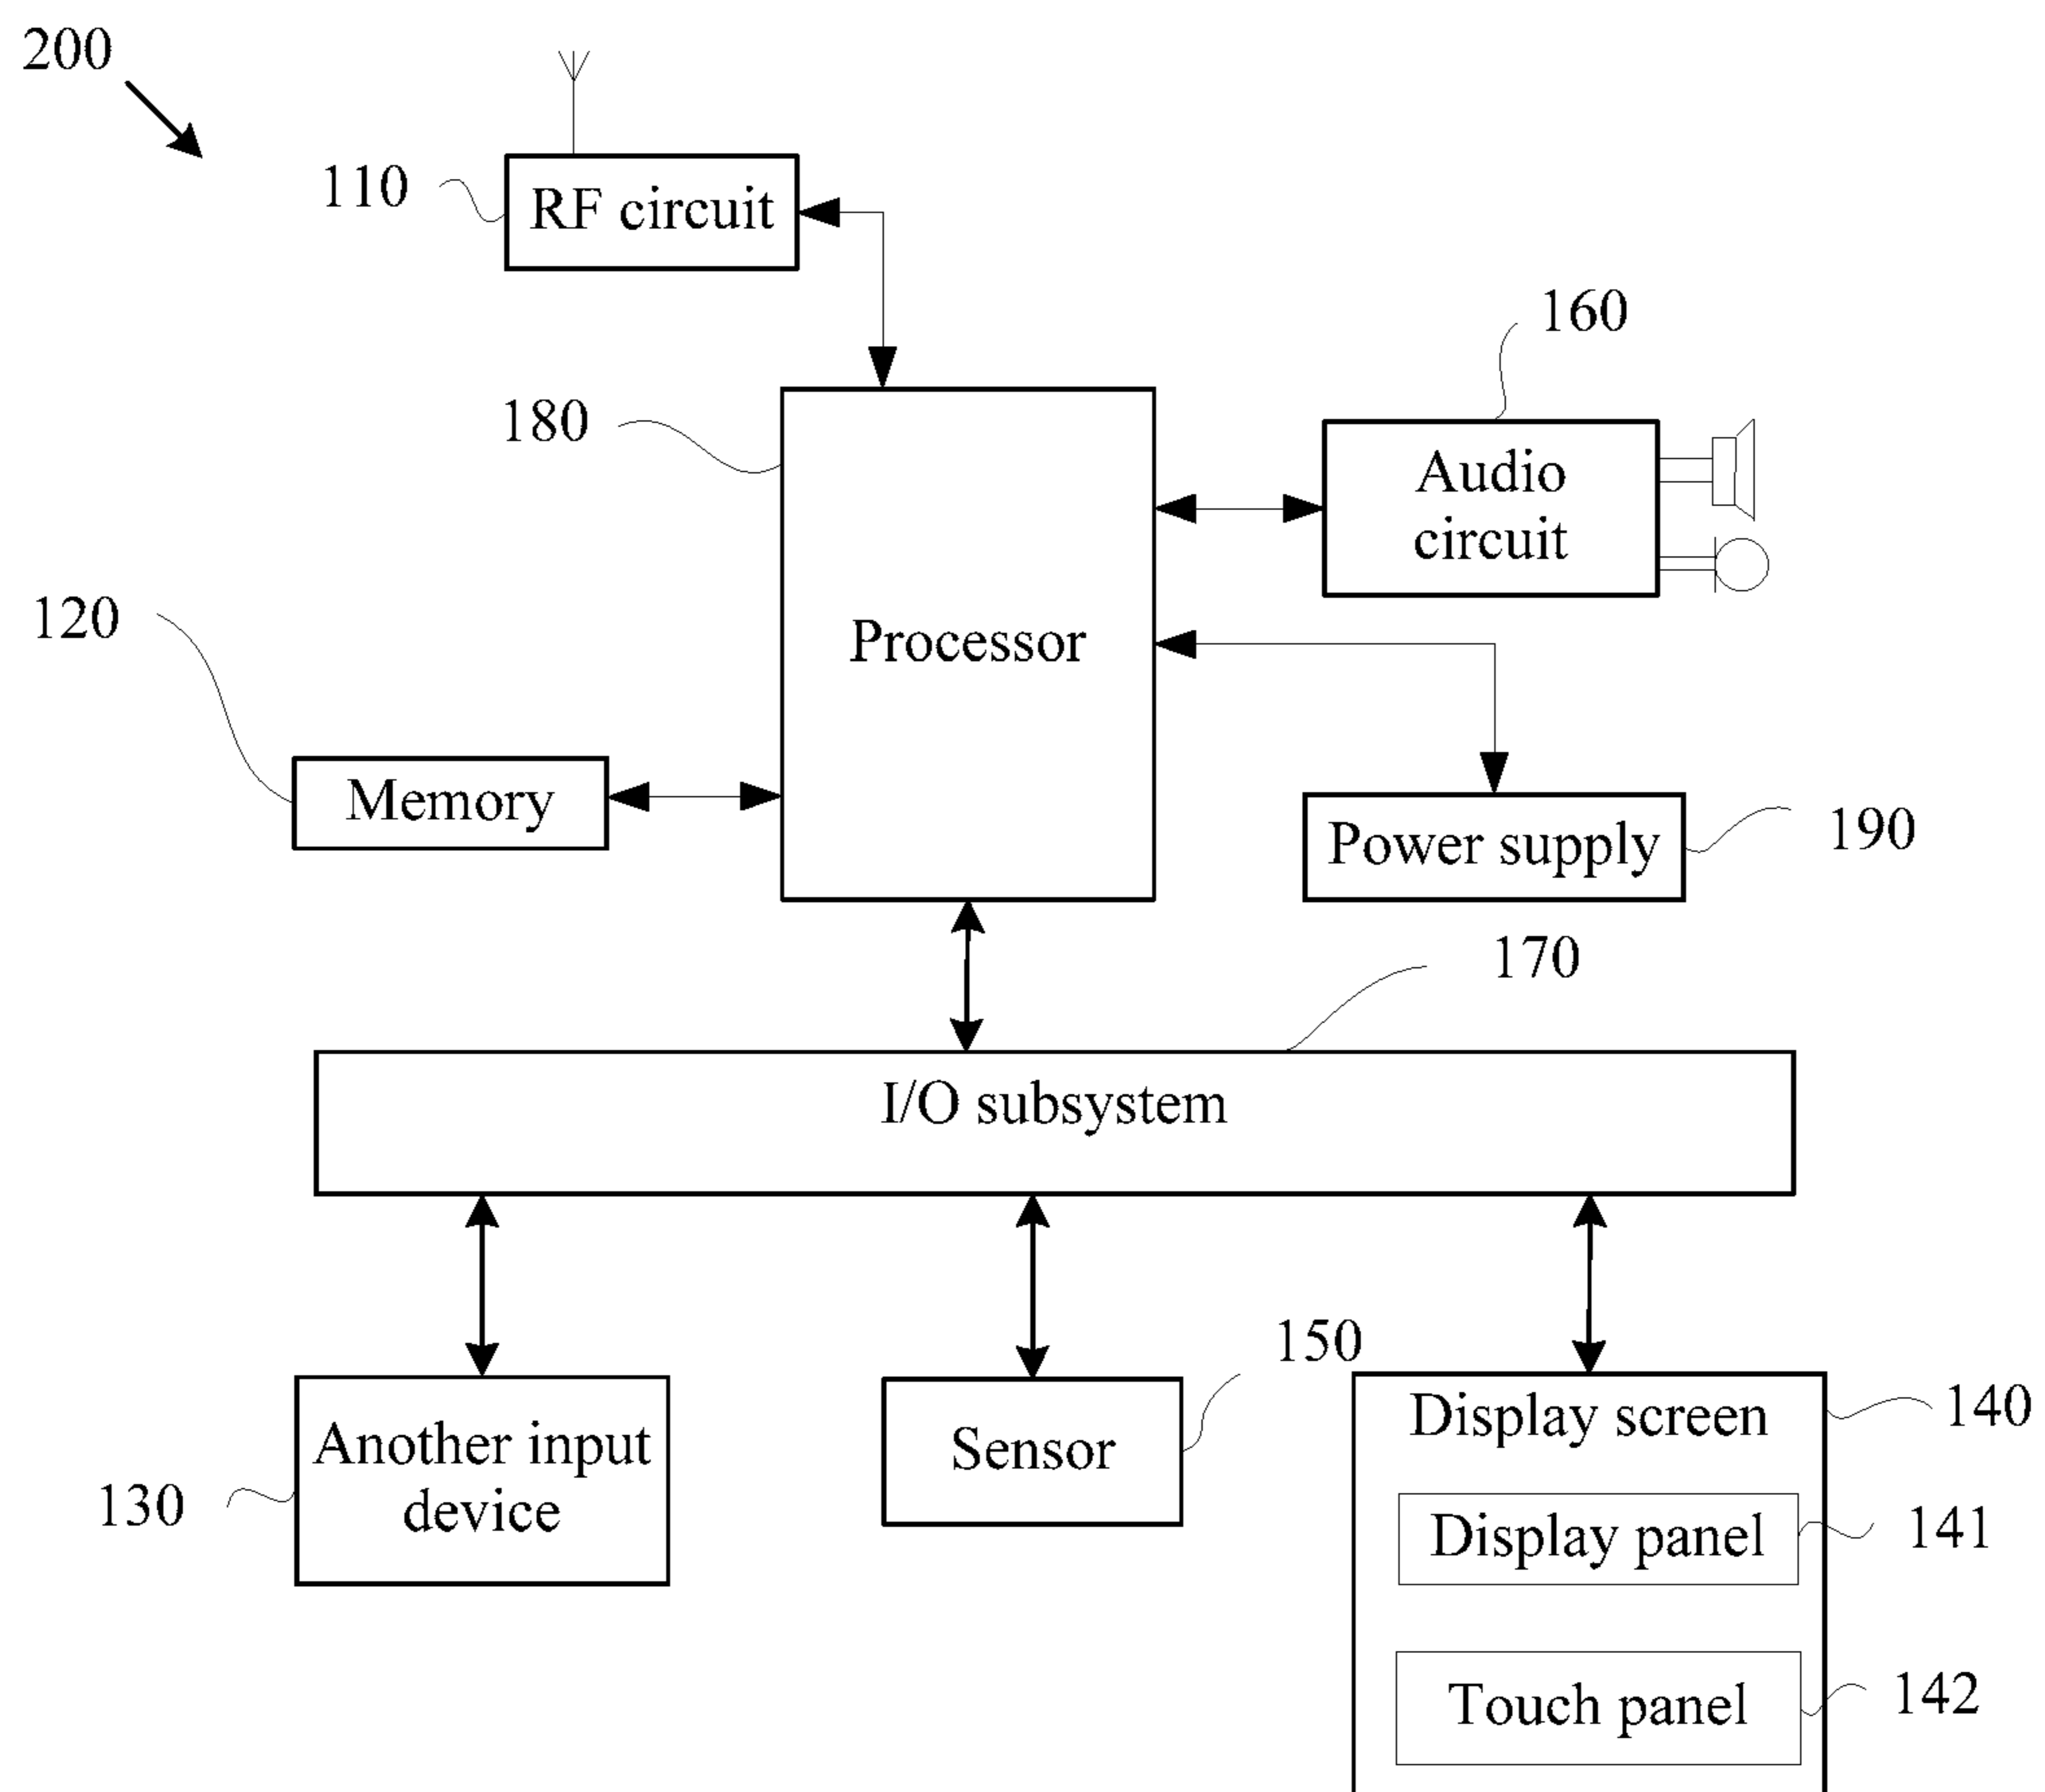 200
110
RF circuit
160
180
Audio
circuit
120
Processor
Memory
Power supply
190
170
I/O subsystem
150
Another input
device
130
Sensor
Display screen
140
Display panel
141
Touch panel
142